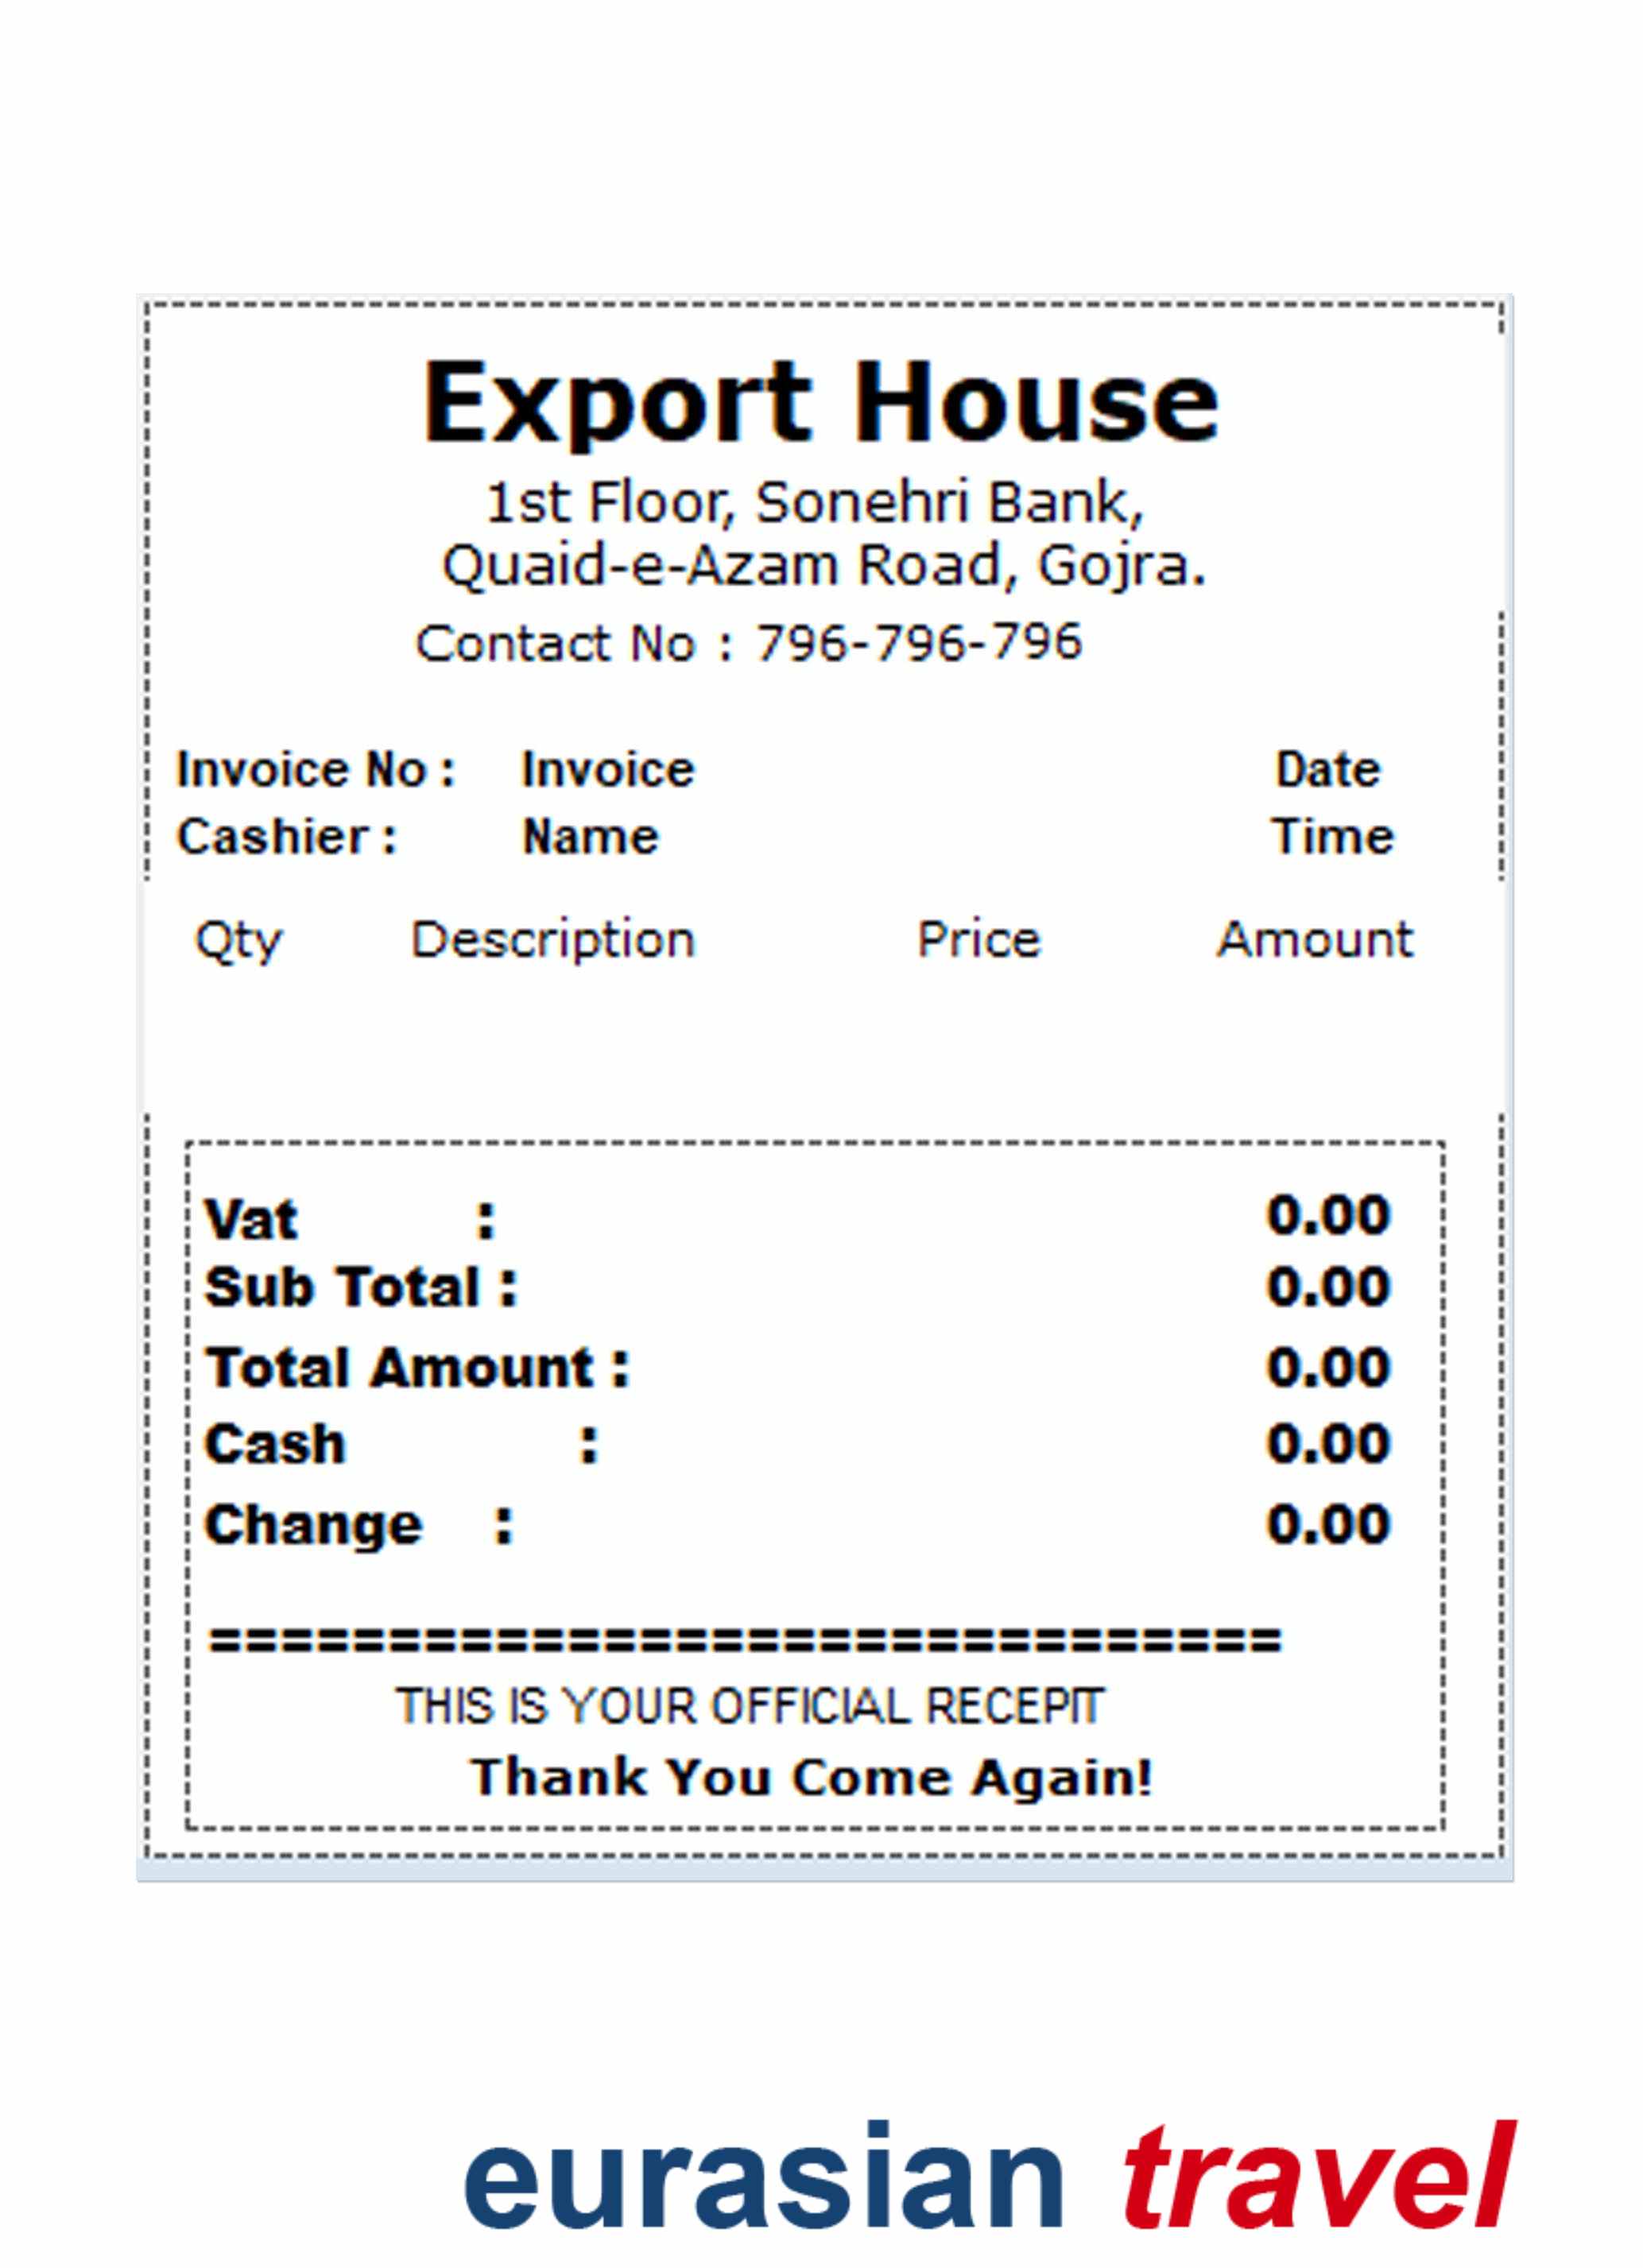 Export House
1st Floor, Sonehri Bank,
Quaid-e-Azam Road, Gojra.
Contact No : 796-796-796
Invoice No : Invoice Date
Cashier : Name Time
Qty Description Price Amount
Vat : 0.00
Sub Total : 0.00
Total Amount : 0.00
Cash : 0.00
Change : 0.00
==============================
THIS IS YOUR OFFICIAL RECEPIT
Thank You Come Again!
eurasian travel